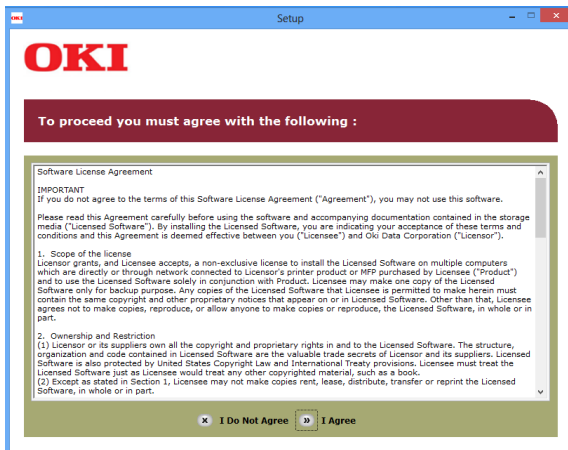 OKI
Setup
OKI
To proceed you must agree with the following :
Software License Agreement
IMPORTANT
If you do not agree to the terms of this Software License Agreement ("Agreement"), you may not use this software.
Please read this Agreement carefully before using the software and accompanying documentation contained in the storage
media ("Licensed Software"). By installing the Licensed Software, you are indicating your acceptance of these terms and
conditions and this Agreement is deemed effective between you ("Licensee") and Oki Data Corporation ("Licensor").
1. Scope of the license
Licensor grants, and Licensee accepts, a non-exclusive license to install the Licensed Software on multiple computers
which are directly or through network connected to Licensor's printer product or MFP purchased by Licensee ("Product")
and to use the Licensed Software solely in conjunction with Product. Licensee may make one copy of the Licensed
Software only for backup purpose. Any copies of the Licensed Software that Licensee is permitted to make herein must
contain the same copyright and other proprietary notices that appear on or in Licensed Software. Other than that, Licensee
agrees not to make copies, reproduce, or allow anyone to make copies or reproduce, the Licensed Software, in whole or in
part.
2. Ownership and Restriction
(1) Licensor or its suppliers own all the copyright and proprietary rights in and to the Licensed Software. The structure,
organization and code contained in Licensed Software are the valuable trade secrets of Licensor and its suppliers. Licensed
Software is also protected by United States Copyright Law and International Treaty provisions. Licensee must treat the
Licensed Software just as Licensee would treat any other copyrighted material, such as a book.
(2) Except as stated in Section 1, Licensee may not make copies rent, lease, distribute, transfer or reprint the Licensed
Software, in whole or in part.
I Do Not Agree I Agree